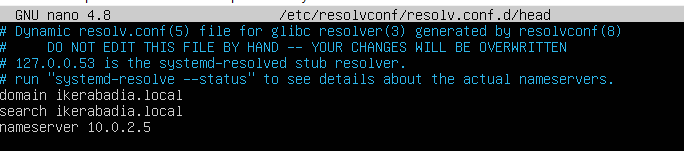 GNU nano 4.8 /etc/resolvconf/resolv.conf.d/head
# Dynamic resolv.conf(5) file for glibc resolver(3) generated by resolvconf(8)
#     DO NOT EDIT THIS FILE BY HAND -- YOUR CHANGES WILL BE OVERWRITTEN
# 127.0.0.53 is the systemd-resolved stub resolver.
# run "systemd-resolve --status" to see details about the actual nameservers.
domain ikerabadia.local
search ikerabadia.local
nameserver 10.0.2.5